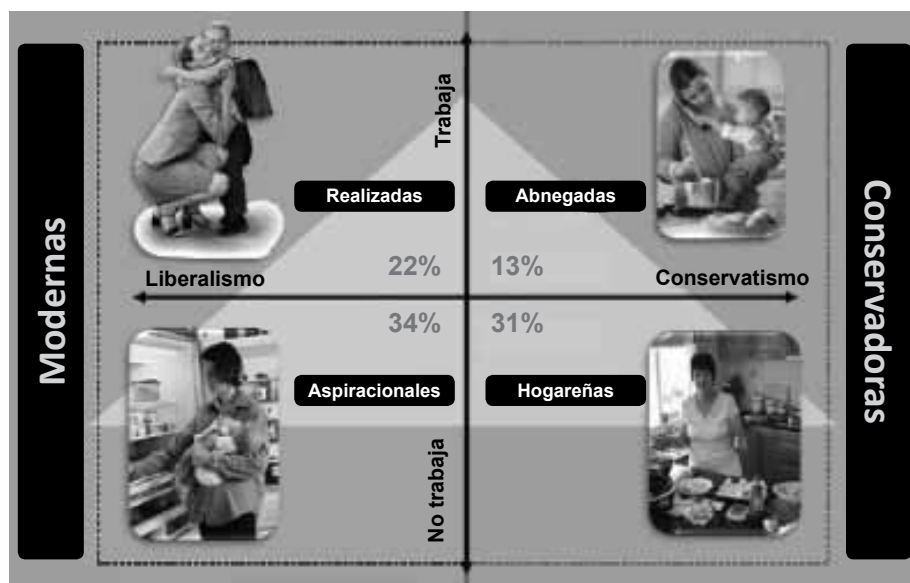 Modernas
Trabaja
Realizadas
Abnegadas
22%
13%
Liberalismo
Conservatismo
34%
31%
Aspiracionales
Hogareñas
No trabaja
Conservadoras